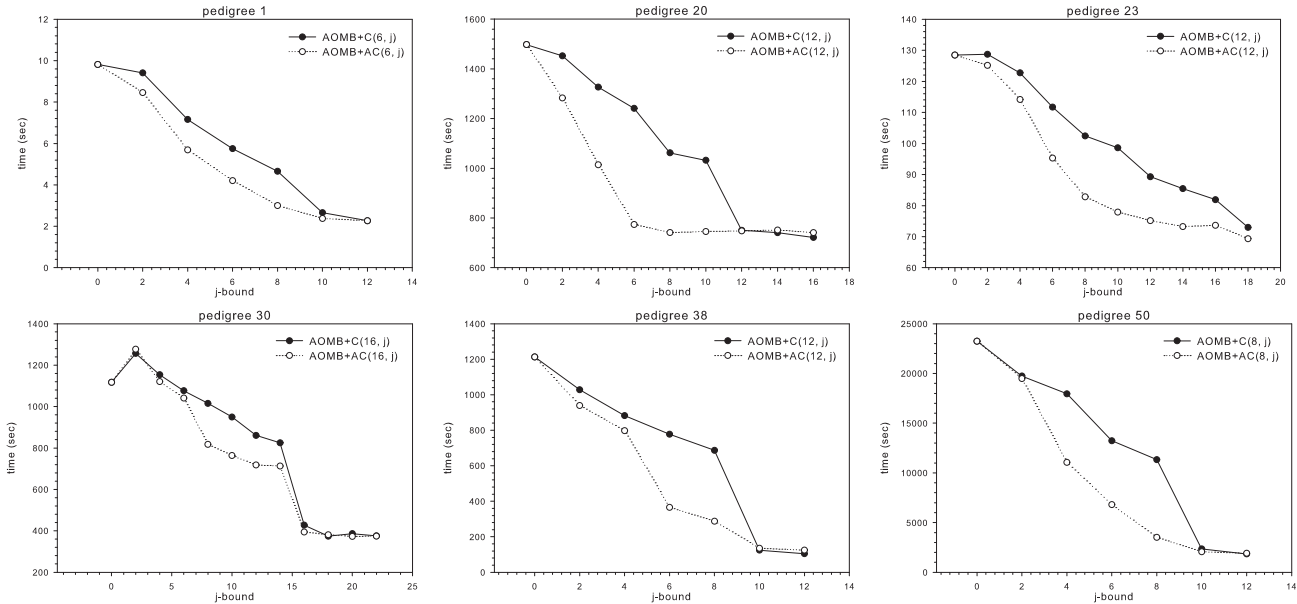 pedigree 1
12
10
8
6
4
2
0
time (sec)
AOMB+C(6, j)
AOMB+AC(6, j)
0 2 4 6 8 10 12 14
j-bound
pedigree 20
1600
1400
1200
1000
800
600
time (sec)
AOMB+C(12, j)
AOMB+AC(12, j)
0 2 4 6 8 10 12 14 16 18
j-bound
pedigree 23
140
130
120
110
100
90
80
70
60
time (sec)
AOMB+C(12, j)
AOMB+AC(12, j)
0 2 4 6 8 10 12 14 16 18 20
j-bound
pedigree 30
1400
1200
1000
800
600
400
200
time (sec)
AOMB+C(16, j)
AOMB+AC(16, j)
0 5 10 15 20 25
j-bound
pedigree 38
1400
1200
1000
800
600
400
200
0
time (sec)
AOMB+C(12, j)
AOMB+AC(12, j)
0 2 4 6 8 10 12 14
j-bound
pedigree 50
25000
20000
15000
10000
5000
0
time (sec)
AOMB+C(8, j)
AOMB+AC(8, j)
0 2 4 6 8 10 12 14
j-bound